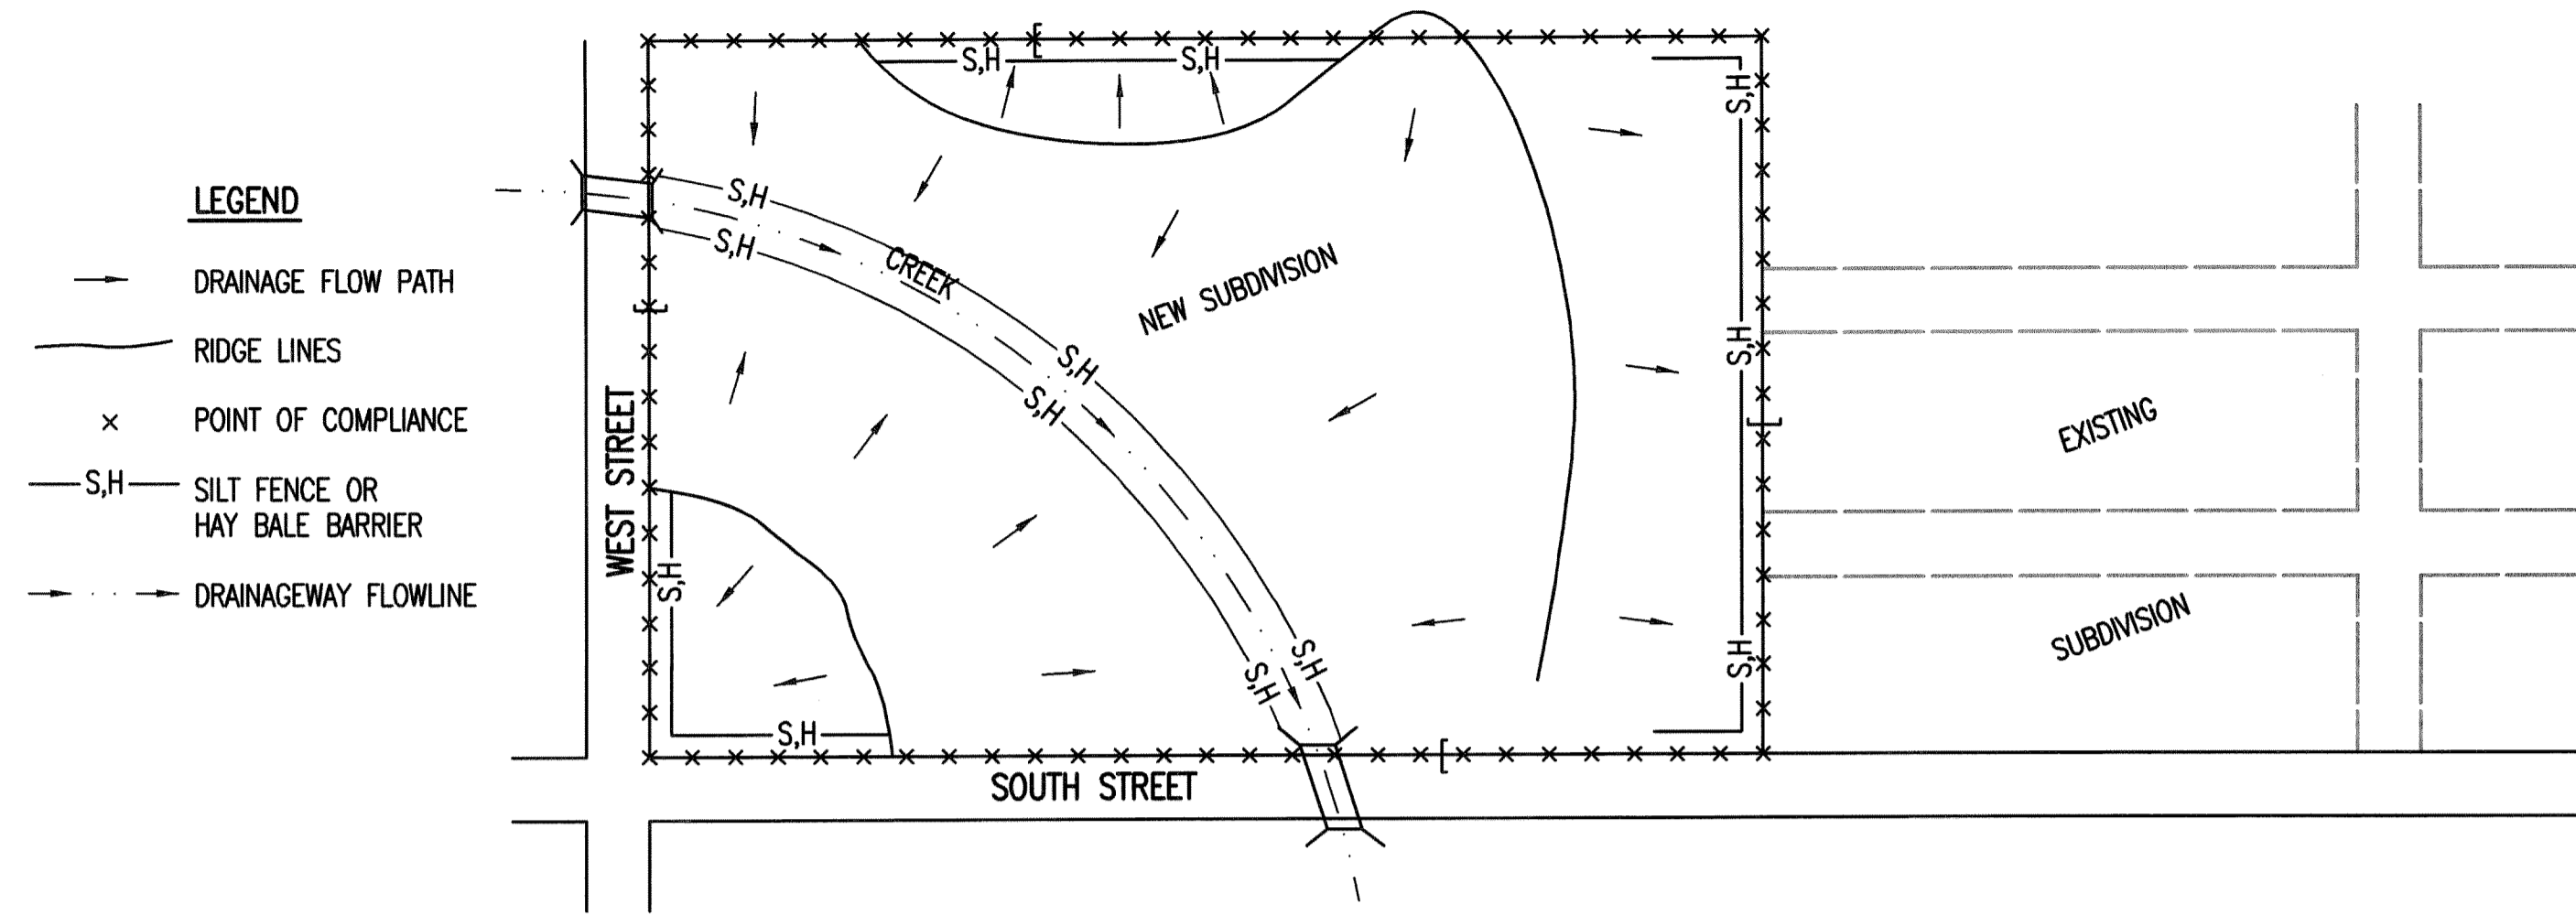 LEGEND
DRAINAGE FLOW PATH
RIDGE LINES
POINT OF COMPLIANCE
S,H
SILT FENCE OR
HAY BALE BARRIER
DRAINAGEWAY FLOWLINE
S,H
S,H
S,H
S,H
S,H
CREEK
NEW SUBDIVISION
S,H
S,H
S,H
S,H
WEST STREET
EXISTING
S,H
S,H
S,H
S,H
SUBDIVISION
S,H
SOUTH STREET